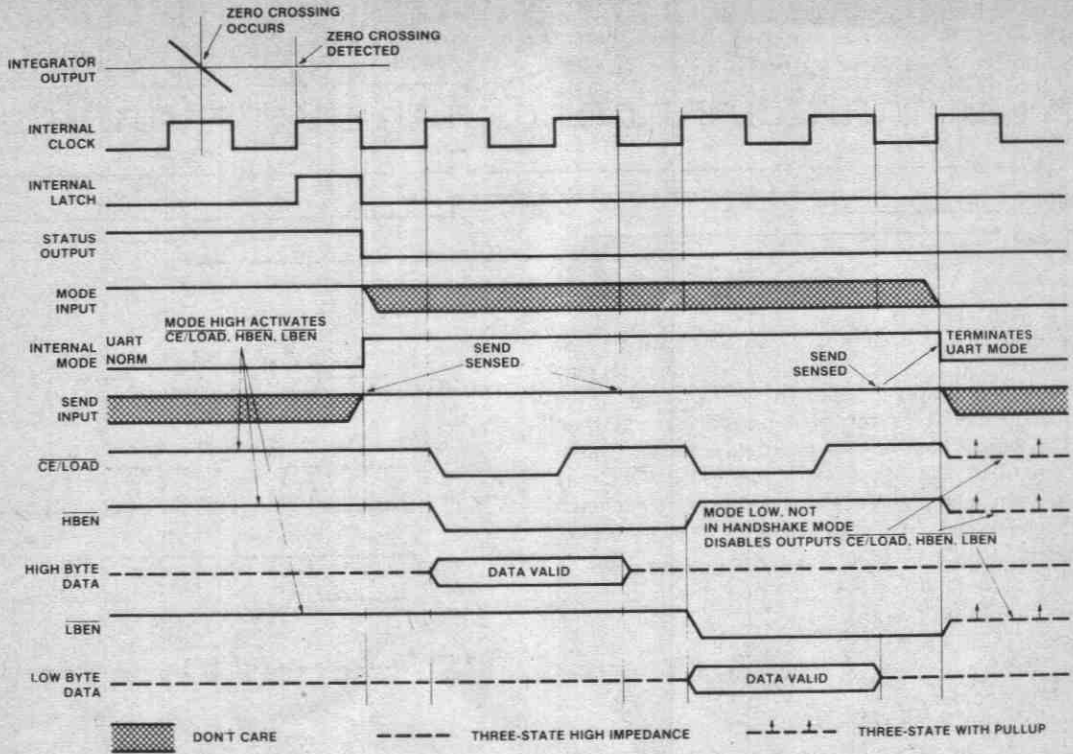 ZERO CROSSING
OCCURS
ZERO CROSSING
DETECTED
INTEGRATOR
OUTPUT
INTERNAL
CLOCK
INTERNAL
LATCH
STATUS
OUTPUT
MODE
INPUT
MODE HIGH ACTIVATES
CE/LOAD, HBEN, LBEN
INTERNAL
MODE
UART
NORM
SEND
SENSED
SEND
SENSED
TERMINATES
UART MODE
SEND
INPUT
CE/LOAD
HBEN
MODE LOW, NOT
IN HANDSHAKE MODE
DISABLES OUTPUTS CE/LOAD, HBEN, LBEN
HIGH BYTE
DATA
DATA VALID
LBEN
LOW BYTE
DATA
DATA VALID
DON'T CARE
THREE-STATE HIGH IMPEDANCE
THREE-STATE WITH PULLUP